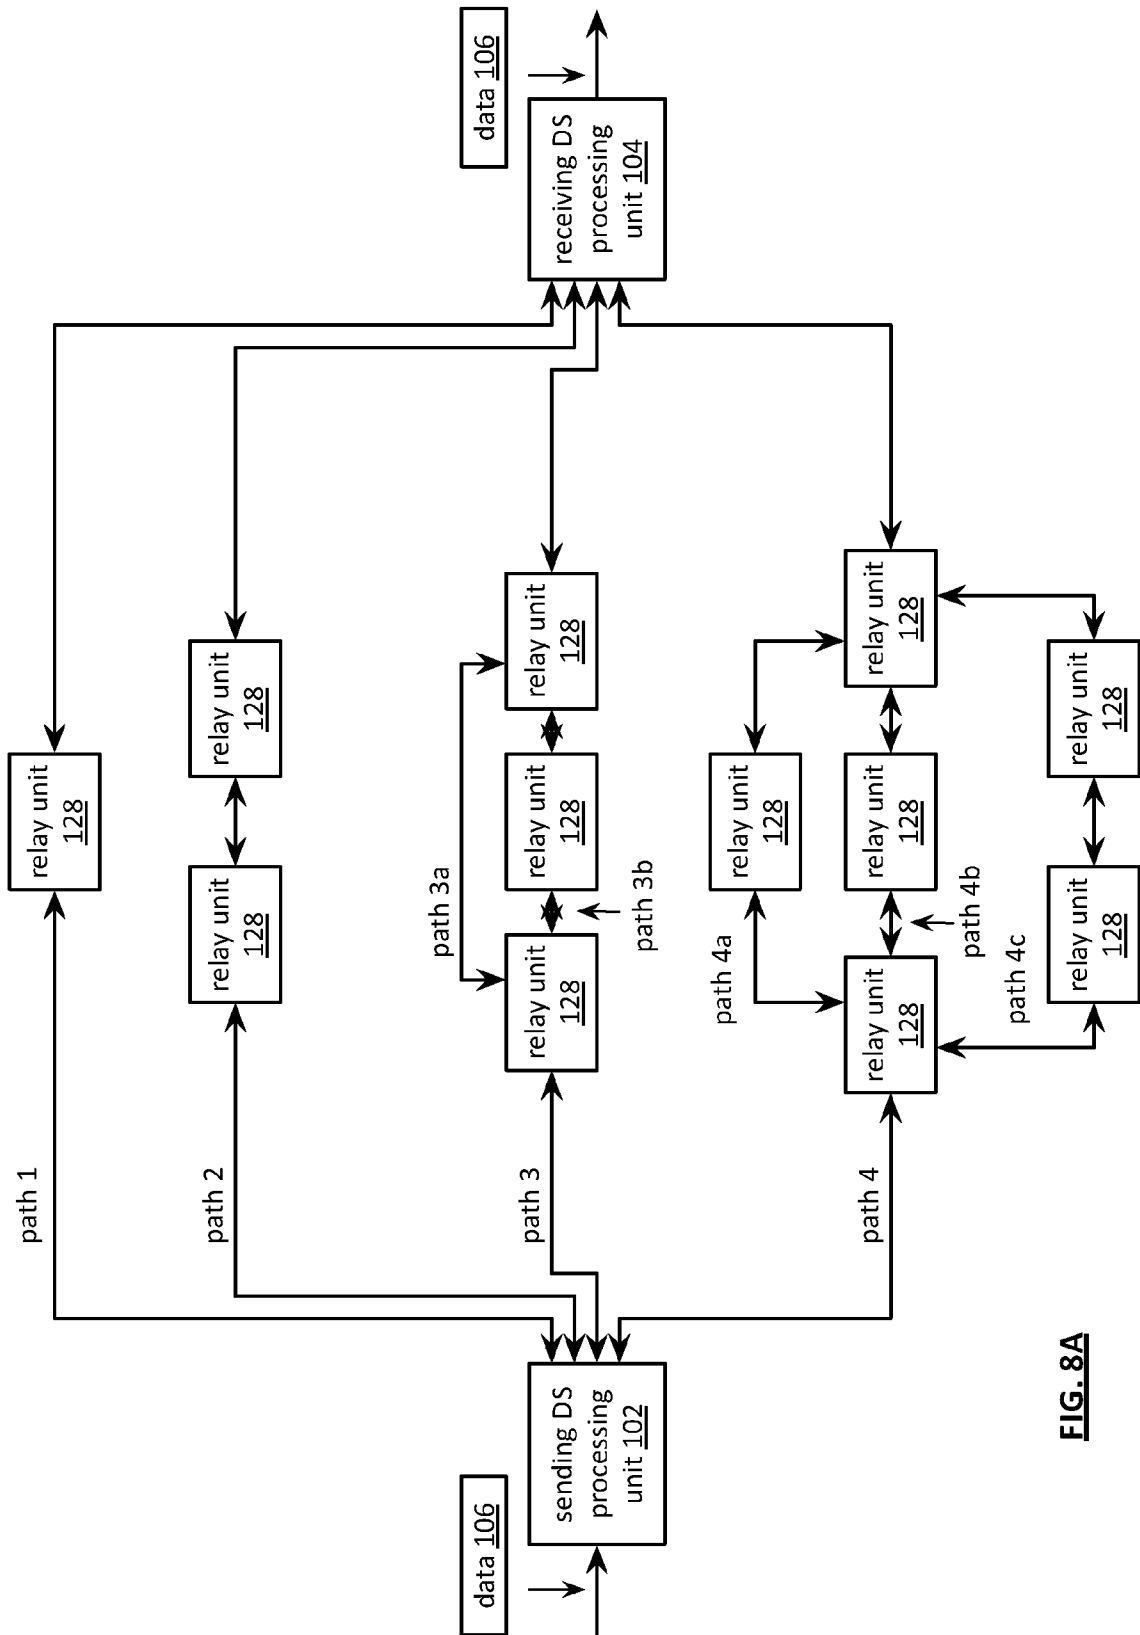 path 1
relay unit
128
path 2
relay unit
128
relay unit
128
data 106
sending DS
processing
unit 102
path 3
relay unit
128
path 3a
relay unit
128
path 3b
relay unit
128
data 106
receiving DS
processing
unit 104
path 4
relay unit
128
path 4a
relay unit
128
path 4b
relay unit
128
relay unit
128
path 4c
relay unit
128
relay unit
128
FIG. 8A